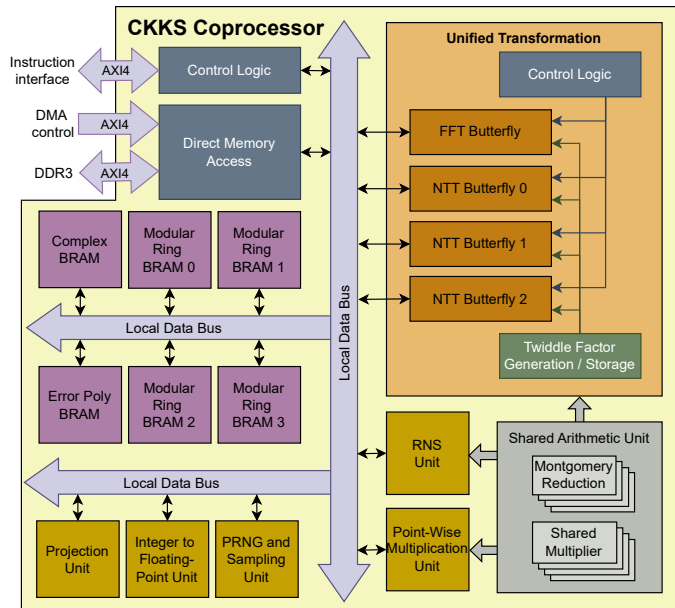 CKKS Coprocessor
Instruction
interface
AXI4
Control Logic
DMA
control
AXI4
Direct Memory
Access
DDR3
AXI4
Unified Transformation
Control Logic
FFT Butterfly
NTT Butterfly 0
NTT Butterfly 1
NTT Butterfly 2
Twiddle Factor
Generation / Storage
Complex
BRAM
Modular
Ring
BRAM 0
Modular
Ring
BRAM 1
Local Data Bus
Local Data Bus
Error Poly
BRAM
Modular
Ring
BRAM 2
Modular
Ring
BRAM 3
Local Data Bus
Projection
Unit
Integer to
Floating-
Point Unit
PRNG and
Sampling
Unit
RNS
Unit
Point-Wise
Multiplication
Unit
Shared Arithmetic Unit
Montgomery
Reduction
Shared
Multiplier